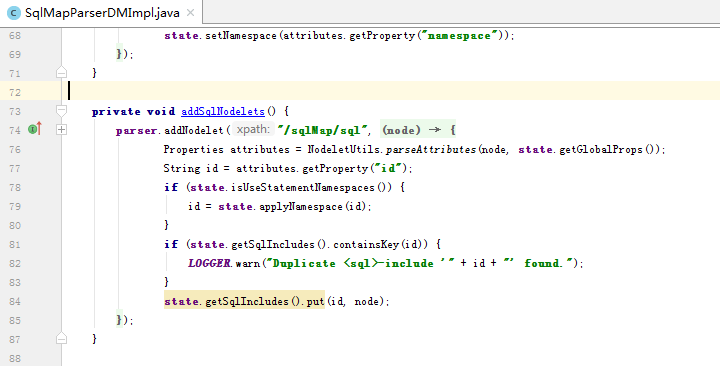 SqlMapParserDMImpl.java ×
68 state.setNamespace(attributes.getProperty("namespace"));
69 });
71 }
72
73 private void addSqlNodelets() {
74 parser.addNodelet( xpath: "/sqlMap/sql", (node) → {
76 Properties attributes = NodeletUtils.parseAttributes(node, state.getGlobalProps());
77 String id = attributes.getProperty("id");
78 if (state.isUseStatementNamespaces()) {
79 id = state.applyNamespace(id);
80 }
81 if (state.getSqlIncludes().containsKey(id)) {
82 LOGGER.warn("Duplicate <sql>-include '" + id + "' found.");
83 }
84 state.getSqlIncludes().put(id, node);
85 });
87 }
88